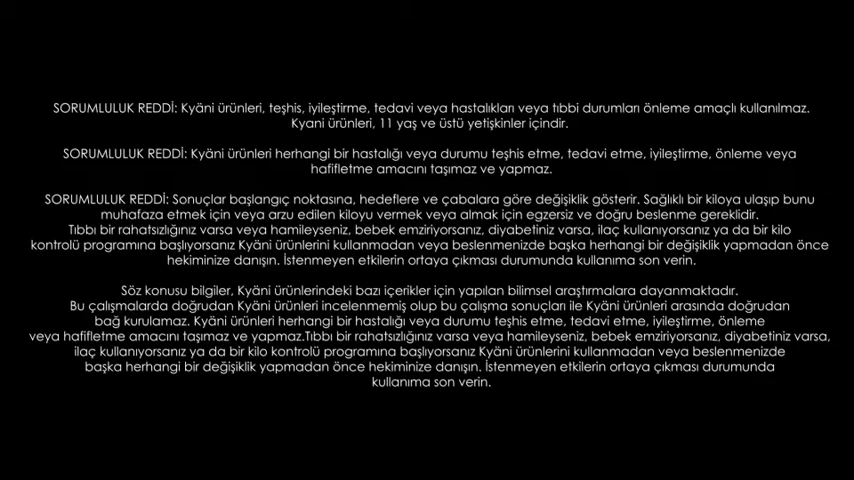 SORUMLULUK REDDİ: Kyäni ürünleri, teşhis, iyileştirme, tedavi veya hastalıkları veya tıbbi durumları önleme amaçlı kullanılmaz.
Kyani ürünleri, 11 yaş ve üstü yetişkinler içindir.
SORUMLULUK REDDİ: Kyäni ürünleri herhangi bir hastalığı veya durumu teşhis etme, tedavi etme, iyileştirme, önleme veya
hafifletme amacını taşımaz ve yapmaz.
SORUMLULUK REDDİ: Sonuçlar başlangıç noktasına, hedeflere ve çabalara göre değişiklik gösterir. Sağlıklı bir kiloya ulaşıp bunu
muhafaza etmek için veya arzu edilen kiloyu vermek veya almak için egzersiz ve doğru beslenme gereklidir.
Tıbbı bir rahatsızlığınız varsa veya hamileyseniz, bebek emziriyorsanız, diyabetiniz varsa, ilaç kullanıyorsanız ya da bir kilo
kontrolü programına başlıyorsanız Kyäni ürünlerini kullanmadan veya beslenmenizde başka herhangi bir değişiklik yapmadan önce
hekiminize danışın. İstenmeyen etkilerin ortaya çıkması durumunda kullanıma son verin.
Söz konusu bilgiler, Kyäni ürünlerindeki bazı içerikler için yapılan bilimsel araştırmalara dayanmaktadır.
Bu çalışmalarda doğrudan Kyäni ürünleri incelenmemiş olup bu çalışma sonuçları ile Kyäni ürünleri arasında doğrudan
bağ kurulamaz. Kyäni ürünleri herhangi bir hastalığı veya durumu teşhis etme, tedavi etme, iyileştirme, önleme
veya hafifletme amacını taşımaz ve yapmaz.Tıbbı bir rahatsızlığınız varsa veya hamileyseniz, bebek emziriyorsanız, diyabetiniz varsa,
ilaç kullanıyorsanız ya da bir kilo kontrolü programına başlıyorsanız Kyäni ürünlerini kullanmadan veya beslenmenizde
başka herhangi bir değişiklik yapmadan önce hekiminize danışın. İstenmeyen etkilerin ortaya çıkması durumunda
kullanıma son verin.